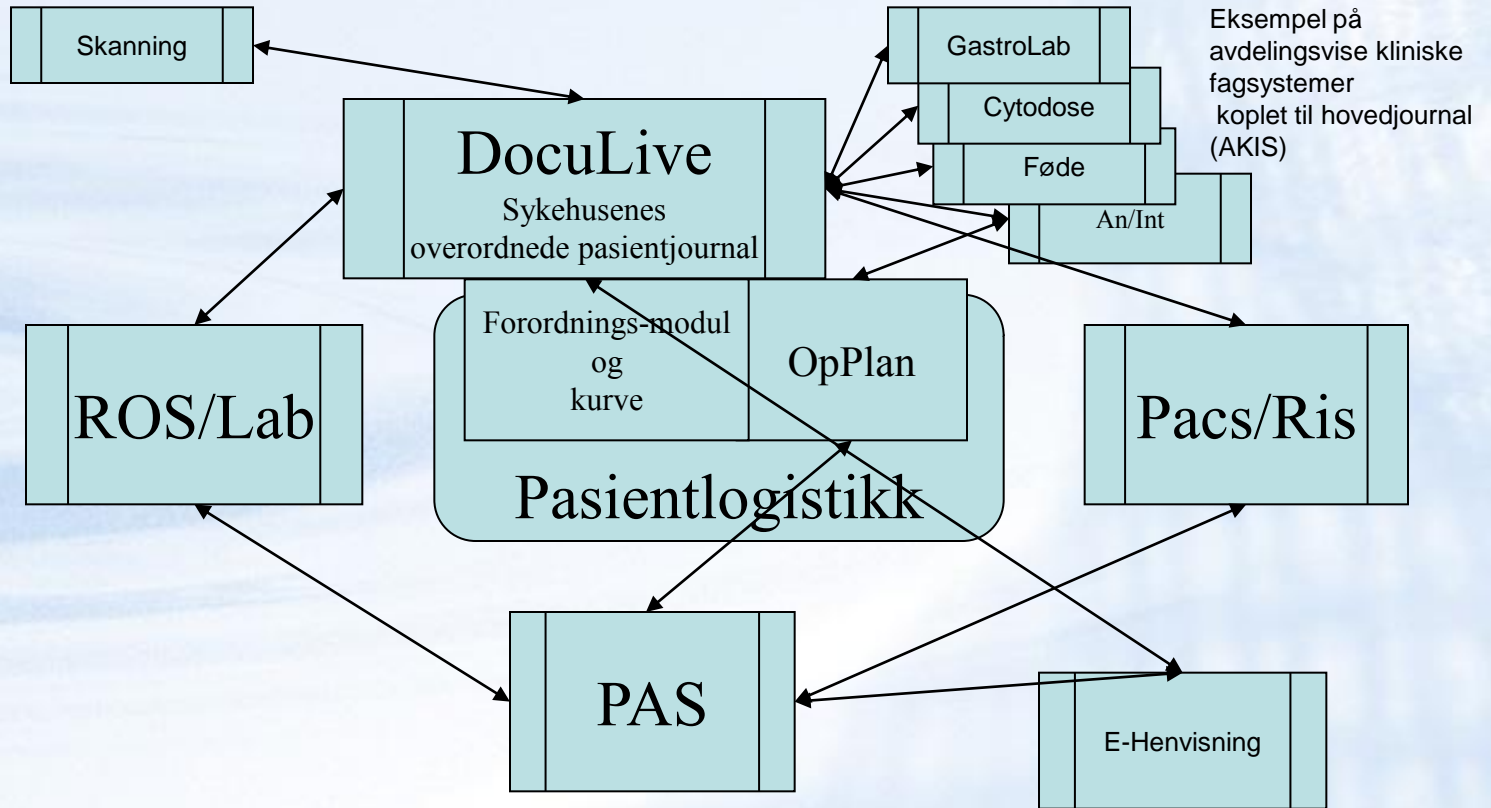 Skanning
GastroLab
Cytodose
Føde
An/Int
Eksempel på
avdelingsvise kliniske
fagsystemer
koplet til hovedjournal
(AKIS)
DocuLive
Sykehusenes
overordnede pasientjournal
Forordnings-modul
og
kurve
OpPlan
Pasientlogistikk
ROS/Lab
Pacs/Ris
PAS
E-Henvisning